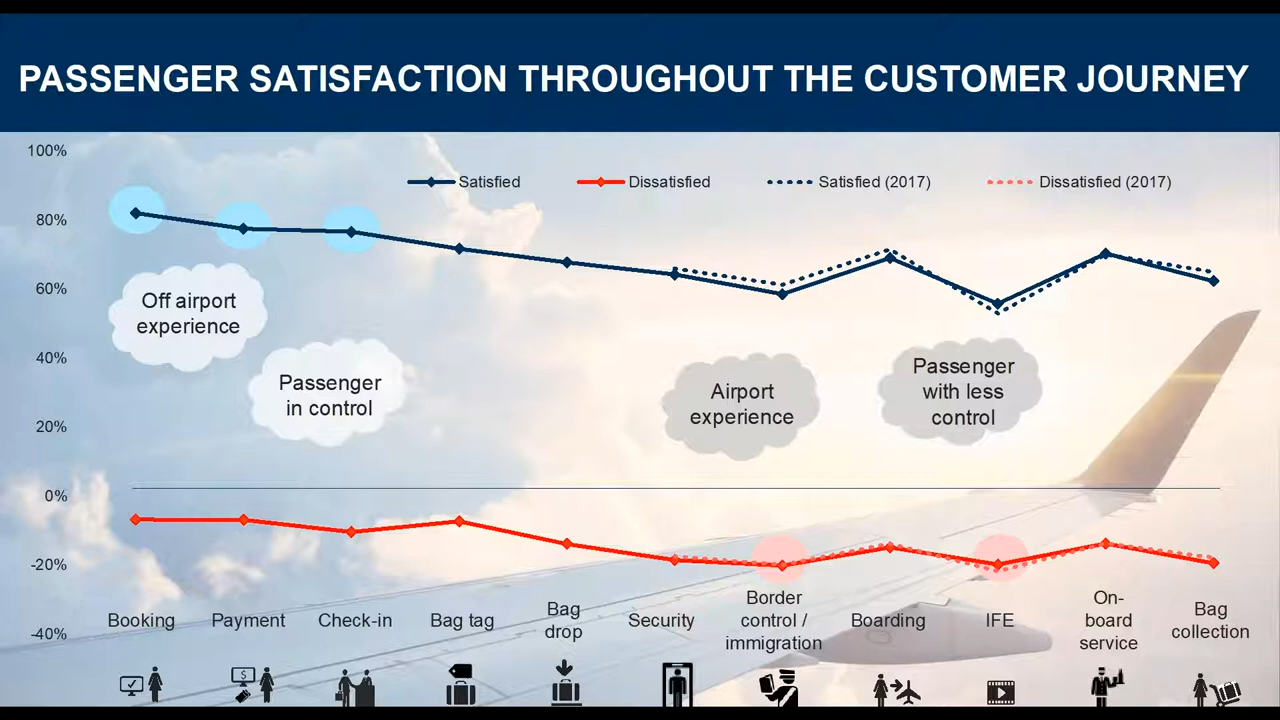 PASSENGER SATISFACTION THROUGHOUT THE CUSTOMER JOURNEY
100%
80%
60%
40%
20%
0%
-20%
-40%
Satisfied
Dissatisfied
Satisfied (2017)
Dissatisfied (2017)
Off airport
experience
Passenger
in control
Airport
experience
Passenger
with less
control
Booking
Payment
Check-in
Bag tag
Bag
drop
Security
Border
control /
immigration
Boarding
IFE
On-
board
service
Bag
collection
$